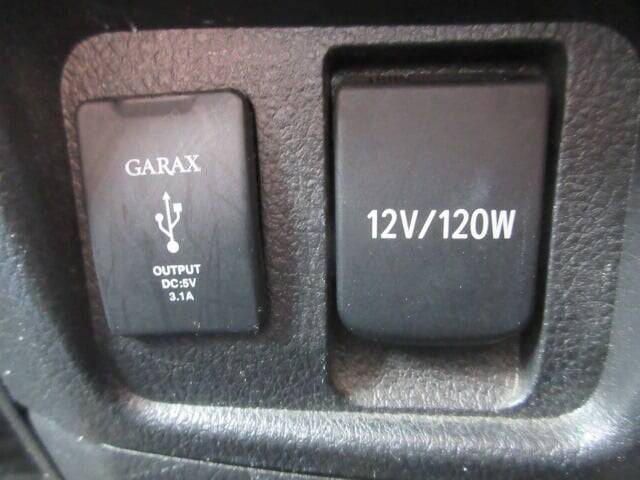 GARAX
OUTPUT
DC:5V
3.1A
12V/120W